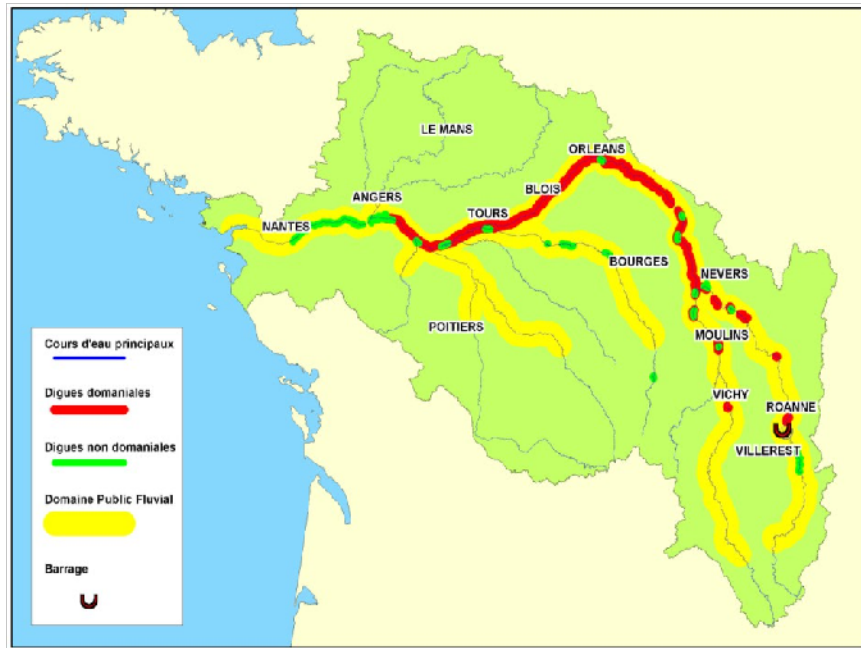 LE MANS
ORLEANS
BLOIS
ANGERS
TOURS
NANTES
BOURGES
NEVERS
POITIERS
MOULINS
VICHY
ROANNE
VILLEREST
Cours d'eau principaux
Digues domaniales
Digues non domaniales
Domaine Public Fluvial
Barrage